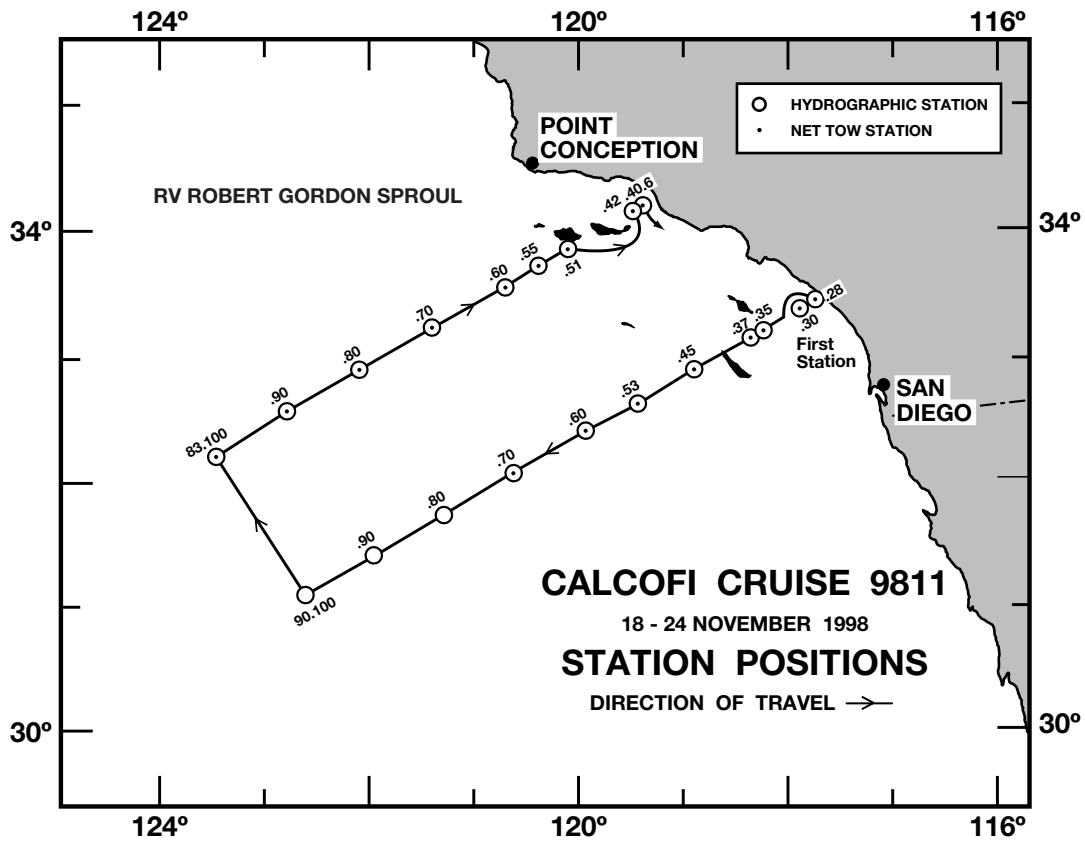 124º
120º
116º
HYDROGRAPHIC STATION
NET TOW STATION
POINT
CONCEPTION
RV ROBERT GORDON SPROUL
34º
34º
.42
.40.6
.51
.55
.60
.70
.80
.90
83.100
.28
.30
First
Station
.35
.37
.45
.53
.60
.70
.80
.90
90.100
SAN
DIEGO
CALCOFI CRUISE 9811
18 - 24 NOVEMBER 1998
STATION POSITIONS
DIRECTION OF TRAVEL
30º
30º
124º
120º
116º